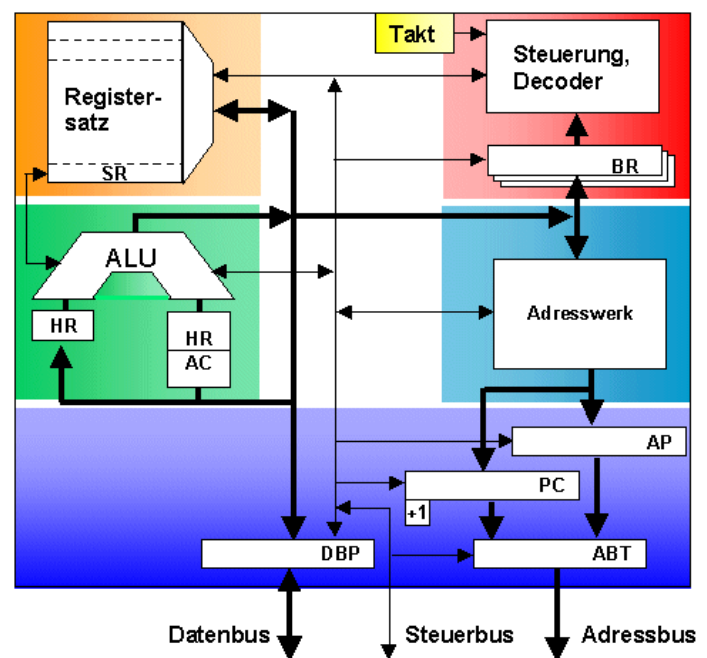 Takt
Steuerung,
Decoder
Register-
satz
SR
BR
ALU
HR
HR
AC
Adresswerk
AP
PC
+1
DBP
ABT
Datenbus
Steuerbus
Adressbus